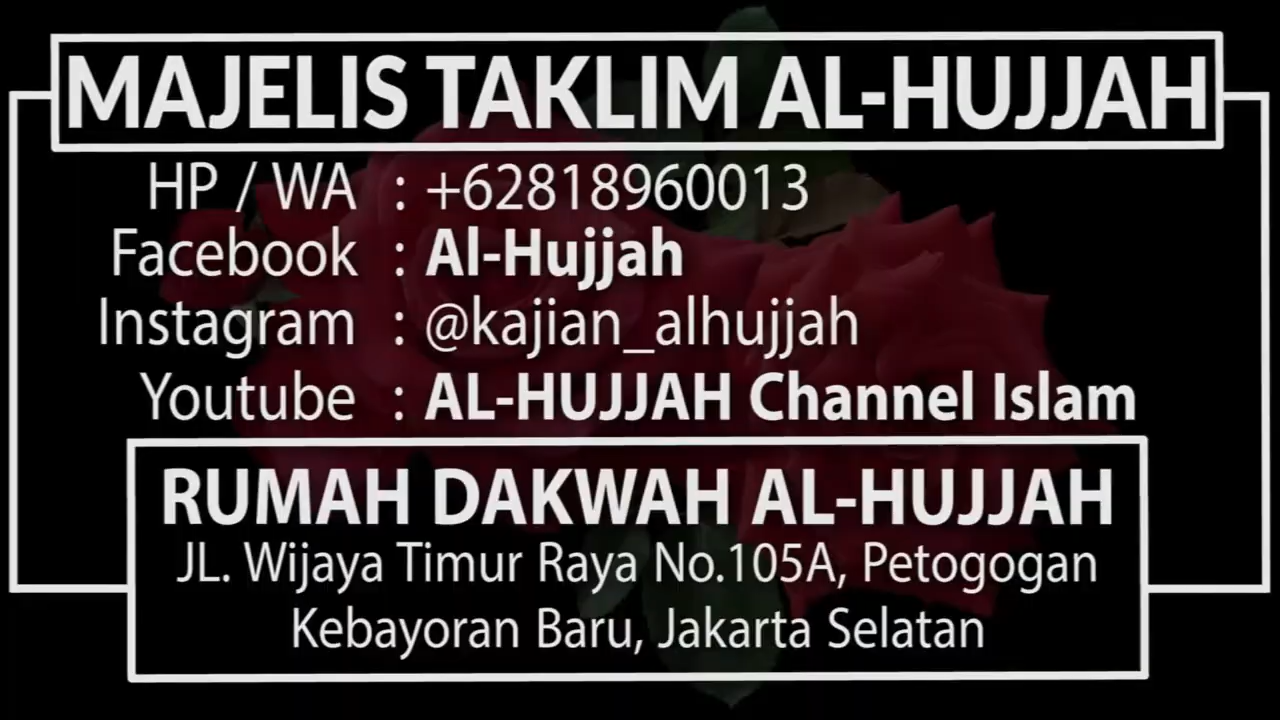 MAJELIS TAKLIM AL-HUJJAH
HP / WA : +62818960013
Facebook : Al-Hujjah
Instagram : @kajian_alhujjah
Youtube : AL-HUJJAH Channel Islam
RUMAH DAKWAH AL-HUJJAH
JL. Wijaya Timur Raya No.105A, Petogogan
Kebayoran Baru, Jakarta Selatan